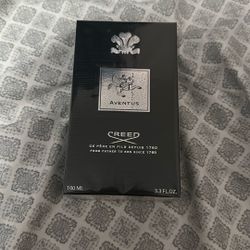 AVENTUS
CREED
DE PÈRE EN FILS DEPUIS 1760
FROM FATHER TO SON SINCE 1760
100 ML 3.3 FL.OZ.